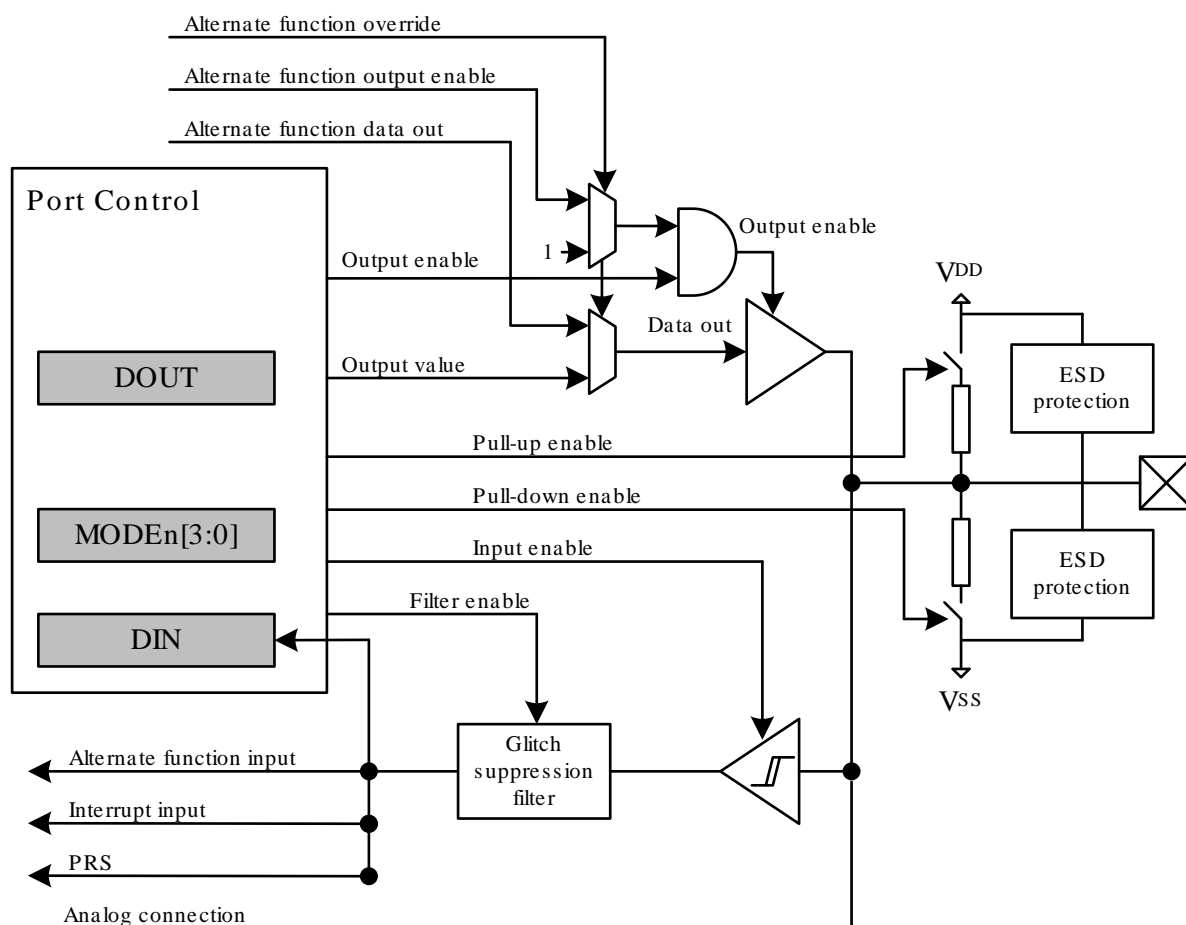 Alternate function override
Alternate function output enable
Alternate function data out
Port Control
Output enable
1
Output enable
VDD
Data out
DOUT
Output value
ESD
protection
Pull-up enable
Pull-down enable
MODEn[3:0]
Input enable
ESD
protection
Filter enable
DIN
VSS
Glitch
suppression
filter
Alternate function input
Interrupt input
PRS
Analog connection